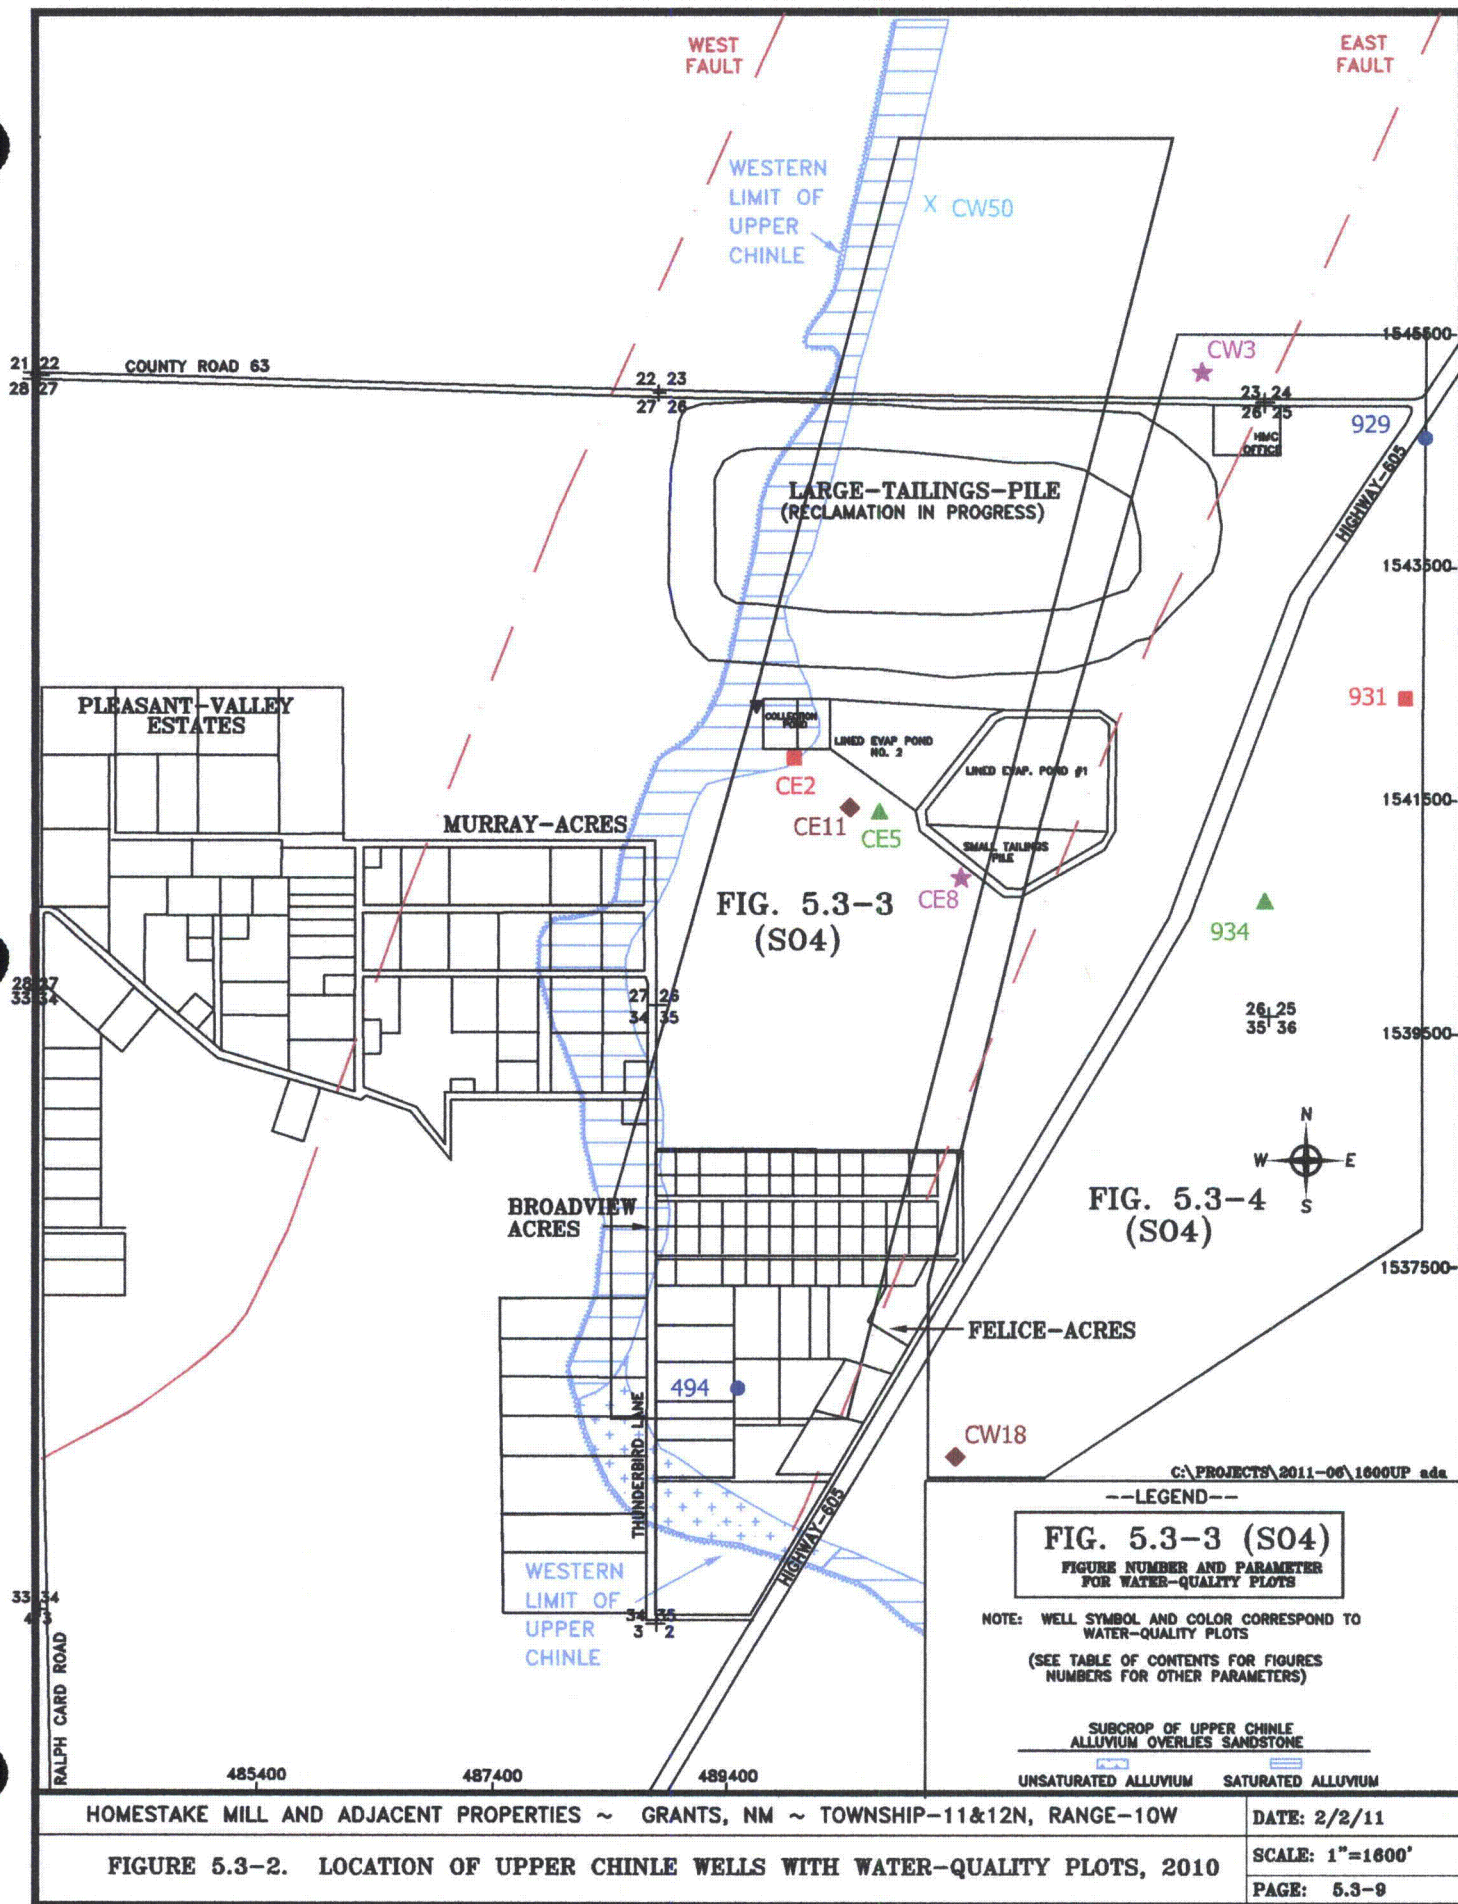 WEST
FAULT
EAST
FAULT
WESTERN
LIMIT OF
UPPER
CHINLE
X CW50
1545500
CW3
21 22
28 27
COUNTY ROAD 63
22 23
27 26
23 24
26 25
HMC
OFFICE
929
HIGHWAY-605
LARGE-TAILINGS-PILE
(RECLAMATION IN PROGRESS)
1543500
931
PLEASANT-VALLEY
ESTATES
COLLECTION
POND
LINED EVAP POND
NO. 2
LINED EVAP. POND #1
CE2
1541500
MURRAY-ACRES
CE11
CE5
SMALL TAILINGS
PILE
CE8
FIG. 5.3-3
(SO4)
934
28 27
33 34
27 26
34 35
26 25
35 36
1539500
N
W E
S
BROADVIEW
ACRES
FIG. 5.3-4
(SO4)
1537500
FELICE-ACRES
494
THUNDERBIRD LANE
CW18
HIGHWAY-605
C:\PROJECTS\2011-06\1600UP ada
--LEGEND--
FIG. 5.3-3 (SO4)
FIGURE NUMBER AND PARAMETER
FOR WATER-QUALITY PLOTS
WESTERN
LIMIT OF
UPPER
CHINLE
33 34
4 3
34 35
3 2
NOTE: WELL SYMBOL AND COLOR CORRESPOND TO
WATER-QUALITY PLOTS
(SEE TABLE OF CONTENTS FOR FIGURES
NUMBERS FOR OTHER PARAMETERS)
RALPH CARD ROAD
SUBCROP OF UPPER CHINLE
ALLUVIUM OVERLIES SANDSTONE
UNSATURATED ALLUVIUM SATURATED ALLUVIUM
485400 487400 489400
HOMESTAKE MILL AND ADJACENT PROPERTIES ~ GRANTS, NM ~ TOWNSHIP-11&12N, RANGE-10W
DATE: 2/2/11
FIGURE 5.3-2. LOCATION OF UPPER CHINLE WELLS WITH WATER-QUALITY PLOTS, 2010
SCALE: 1"=1600'
PAGE: 5.3-9